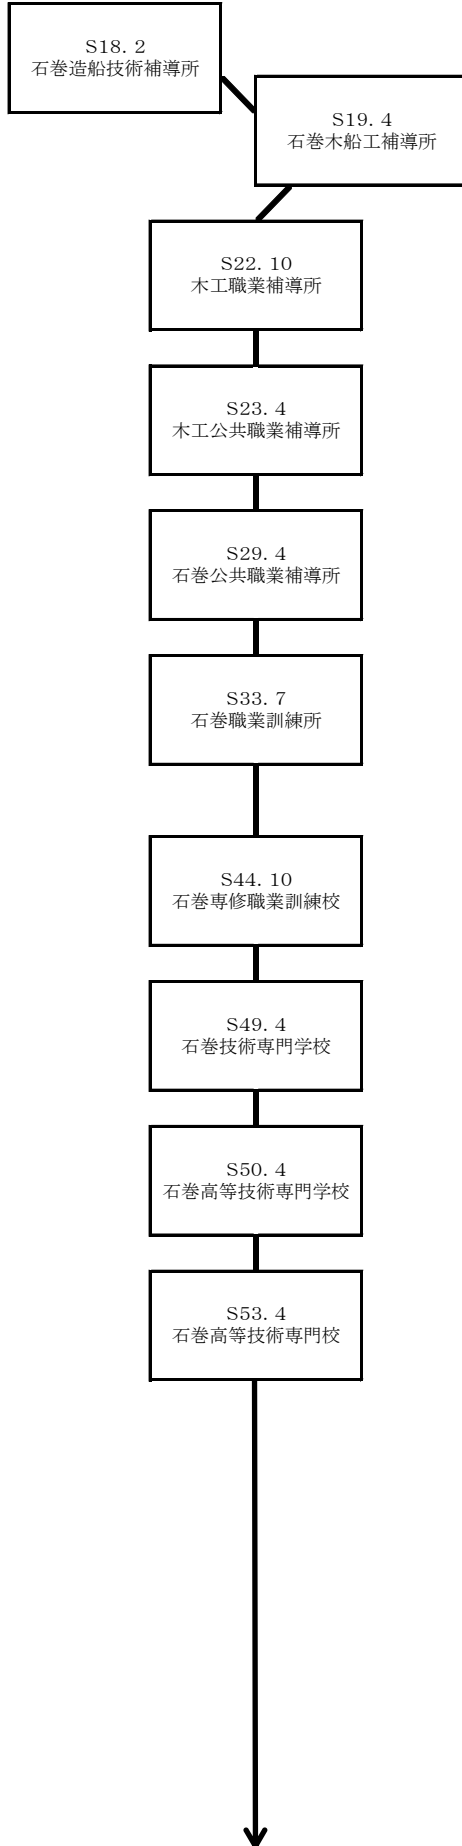 S18. 2
石巻造船技術補導所
S19. 4
石巻木船工補導所
S22. 10
木工職業補導所
S23. 4
木工公共職業補導所
S29. 4
石巻公共職業補導所
S33. 7
石巻職業訓練所
S44. 10
石巻専修職業訓練校
S49. 4
石巻技術専門学校
S50. 4
石巻高等技術専門学校
S53. 4
石巻高等技術専門校